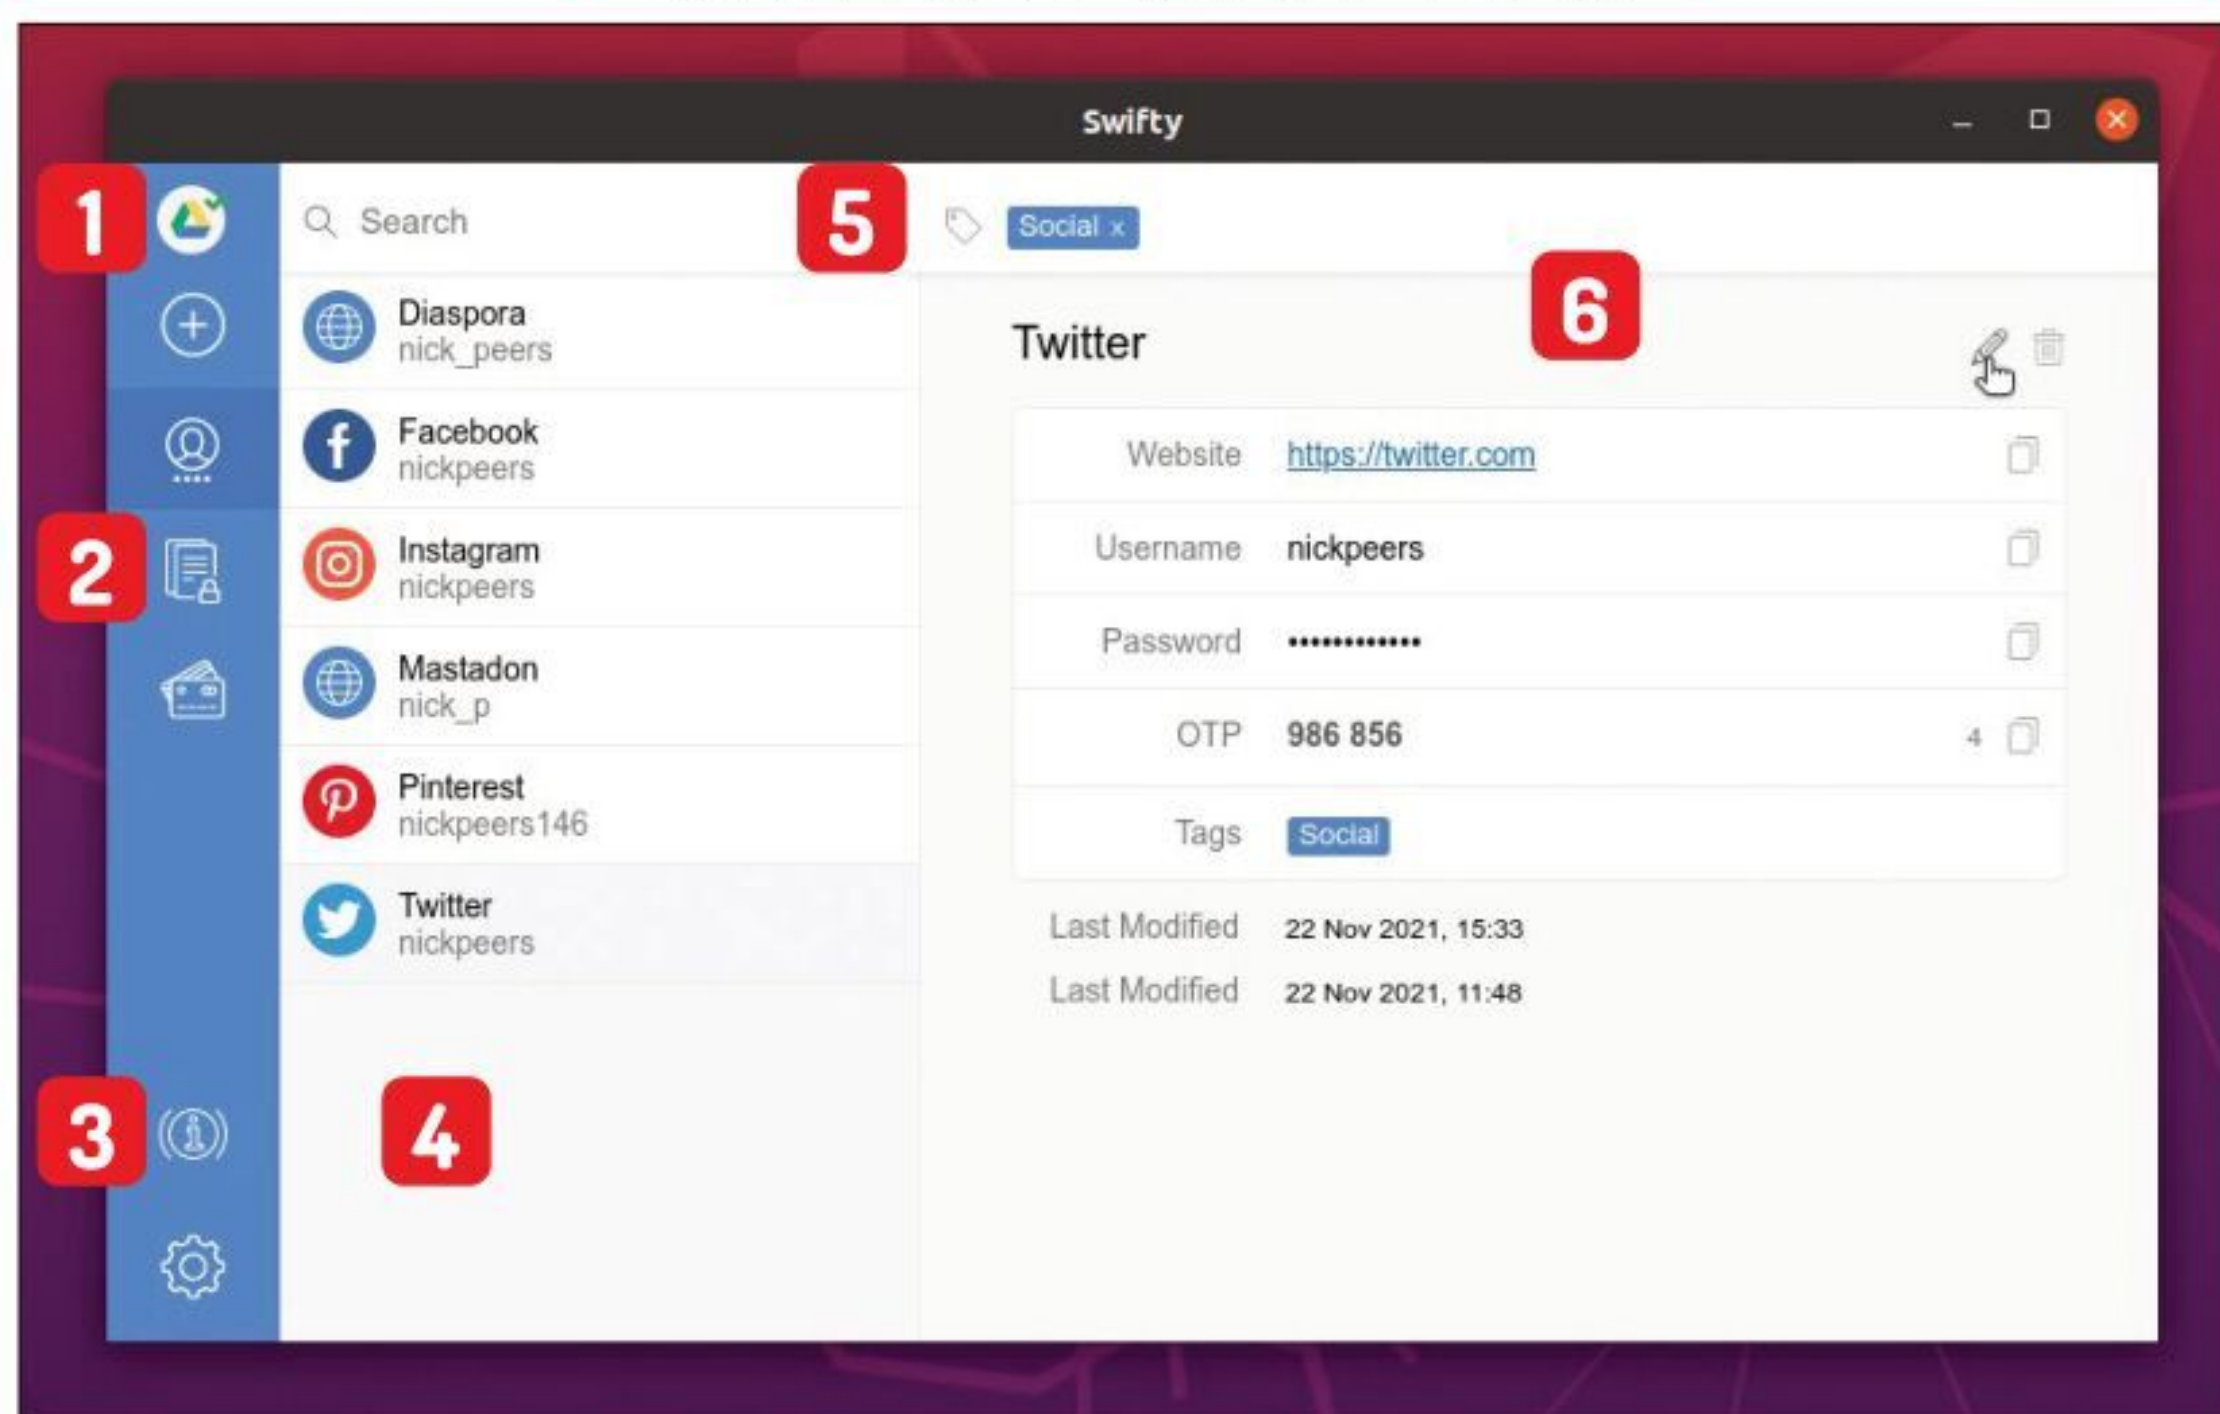 Swifty
1
Search
5
Social x
6
Diaspora
nick_peers
Twitter
Facebook
nickpeers
Website https://twitter.com
2
Instagram
nickpeers
Username nickpeers
Password ••••••••••••
Mastadon
nick_p
OTP 986 856 4
Pinterest
nickpeers146
Tags Social
Twitter
nickpeers
Last Modified 22 Nov 2021, 15:33
Last Modified 22 Nov 2021, 11:48
3
4